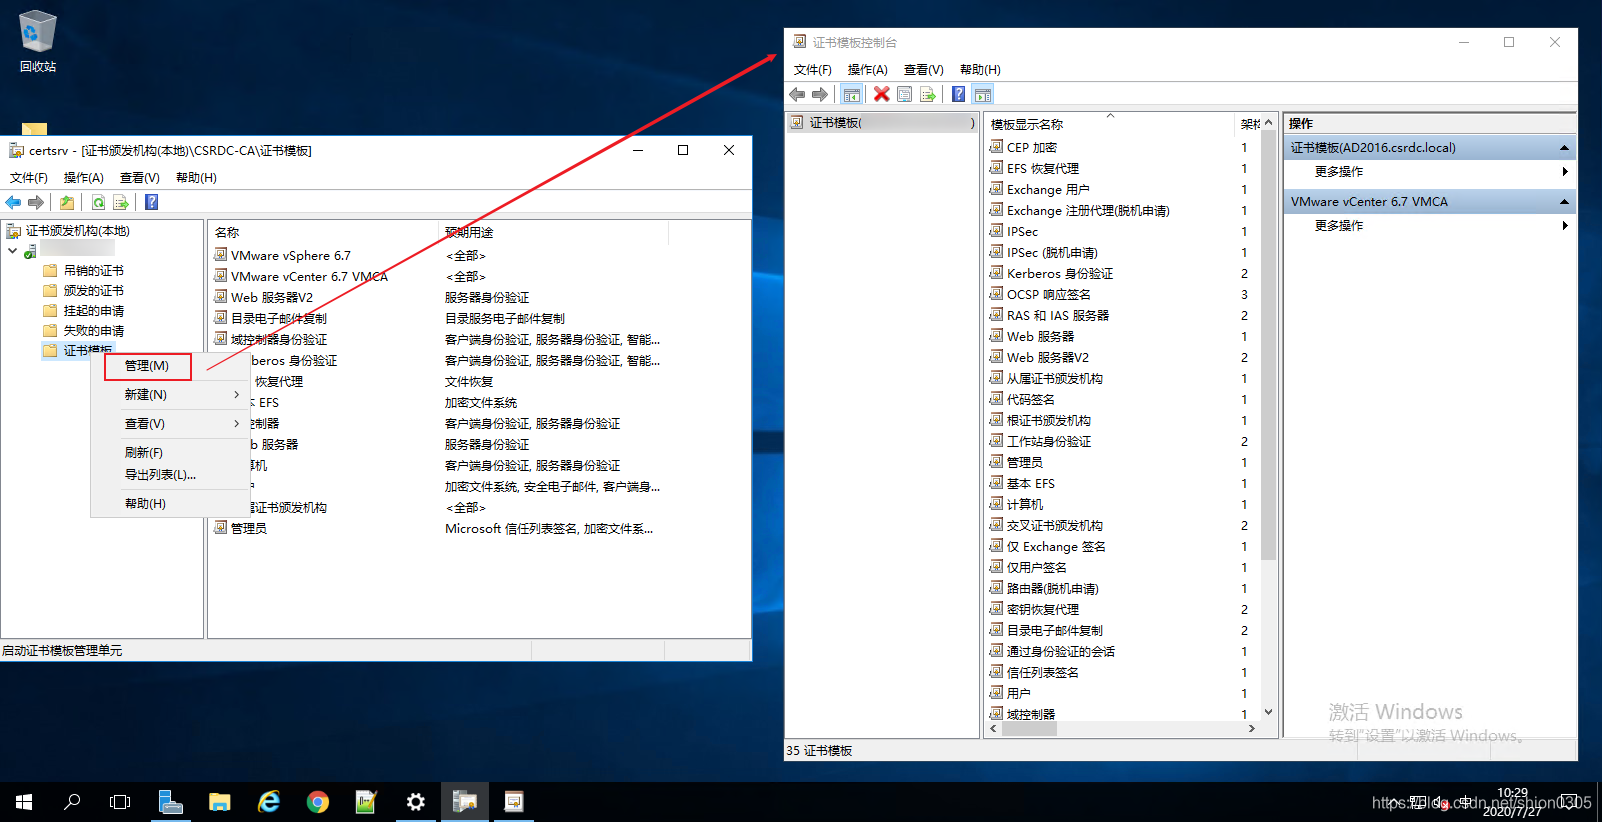 回收站
certsrv - [证书颁发机构(本地)\CSRDC-CA\证书模板]
文件(F) 操作(A) 查看(V) 帮助(H)
证书颁发机构(本地)
吊销的证书
颁发的证书
挂起的申请
失败的申请
证书模板
管理(M)
新建(N)
查看(V)
刷新(F)
导出列表(L)...
帮助(H)
名称 预期用途
VMware vSphere 6.7 <全部>
VMware vCenter 6.7 VMCA <全部>
Web 服务器V2 服务器身份验证
目录电子邮件复制 目录服务电子邮件复制
域控制器身份验证 客户端身份验证, 服务器身份验证, 智能...
beros 身份验证 客户端身份验证, 服务器身份验证, 智能...
恢复代理 文件恢复
EFS 加密文件系统
控制器 客户端身份验证, 服务器身份验证
b 服务器 服务器身份验证
算机 客户端身份验证, 服务器身份验证
加密文件系统, 安全电子邮件, 客户端身...
属证书颁发机构 <全部>
管理员 Microsoft 信任列表签名, 加密文件系...
启动证书模板管理单元
证书模板控制台
文件(F) 操作(A) 查看(V) 帮助(H)
证书模板( )
模板显示名称 架构
CEP 加密 1
EFS 恢复代理 1
Exchange 用户 1
Exchange 注册代理(脱机申请) 1
IPSec 1
IPSec (脱机申请) 1
Kerberos 身份验证 2
OCSP 响应签名 3
RAS 和 IAS 服务器 2
Web 服务器 1
Web 服务器V2 2
从属证书颁发机构 1
代码签名 1
根证书颁发机构 1
工作站身份验证 2
管理员 1
基本 EFS 1
计算机 1
交叉证书颁发机构 2
仅 Exchange 签名 1
仅用户签名 1
路由器(脱机申请) 1
密钥恢复代理 2
目录电子邮件复制 2
通过身份验证的会话 1
信任列表签名 1
用户 1
域控制器 1
操作
证书模板(AD2016.csrdc.local)
更多操作
VMware vCenter 6.7 VMCA
更多操作
35 证书模板
激活 Windows
转到"设置"以激活 Windows。
中
10:29
2020/7/27
https://blog.csdn.net/shion0305